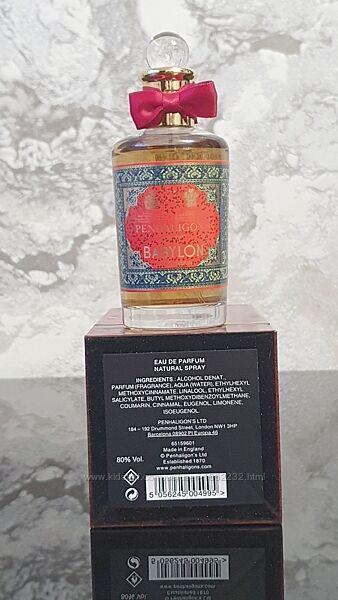 PENHALIGON'S
BABYLON
EAU DE PARFUM
NATURAL SPRAY
INGREDIENTS : ALCOHOL DENAT.,
PARFUM (FRAGRANCE), AQUA (WATER), ETHYLHEXYL
METHOXYCINNAMATE, LINALOOL, ETHYLHEXYL
SALICYLATE, BUTYL METHOXYDIBENZOYLMETHANE,
COUMARIN, CINNAMAL, EUGENOL, LIMONENE,
ISOEUGENOL.
PENHALIGON'S LTD
184 – 192 Drummond Street, London NW1 3HP
Barcelona 08902 Pl Europa 46
65159601
Made in England
© Penhaligon's Ltd
Established 1870
www.penhaligons.com
80% Vol.
5 056245 004995 >